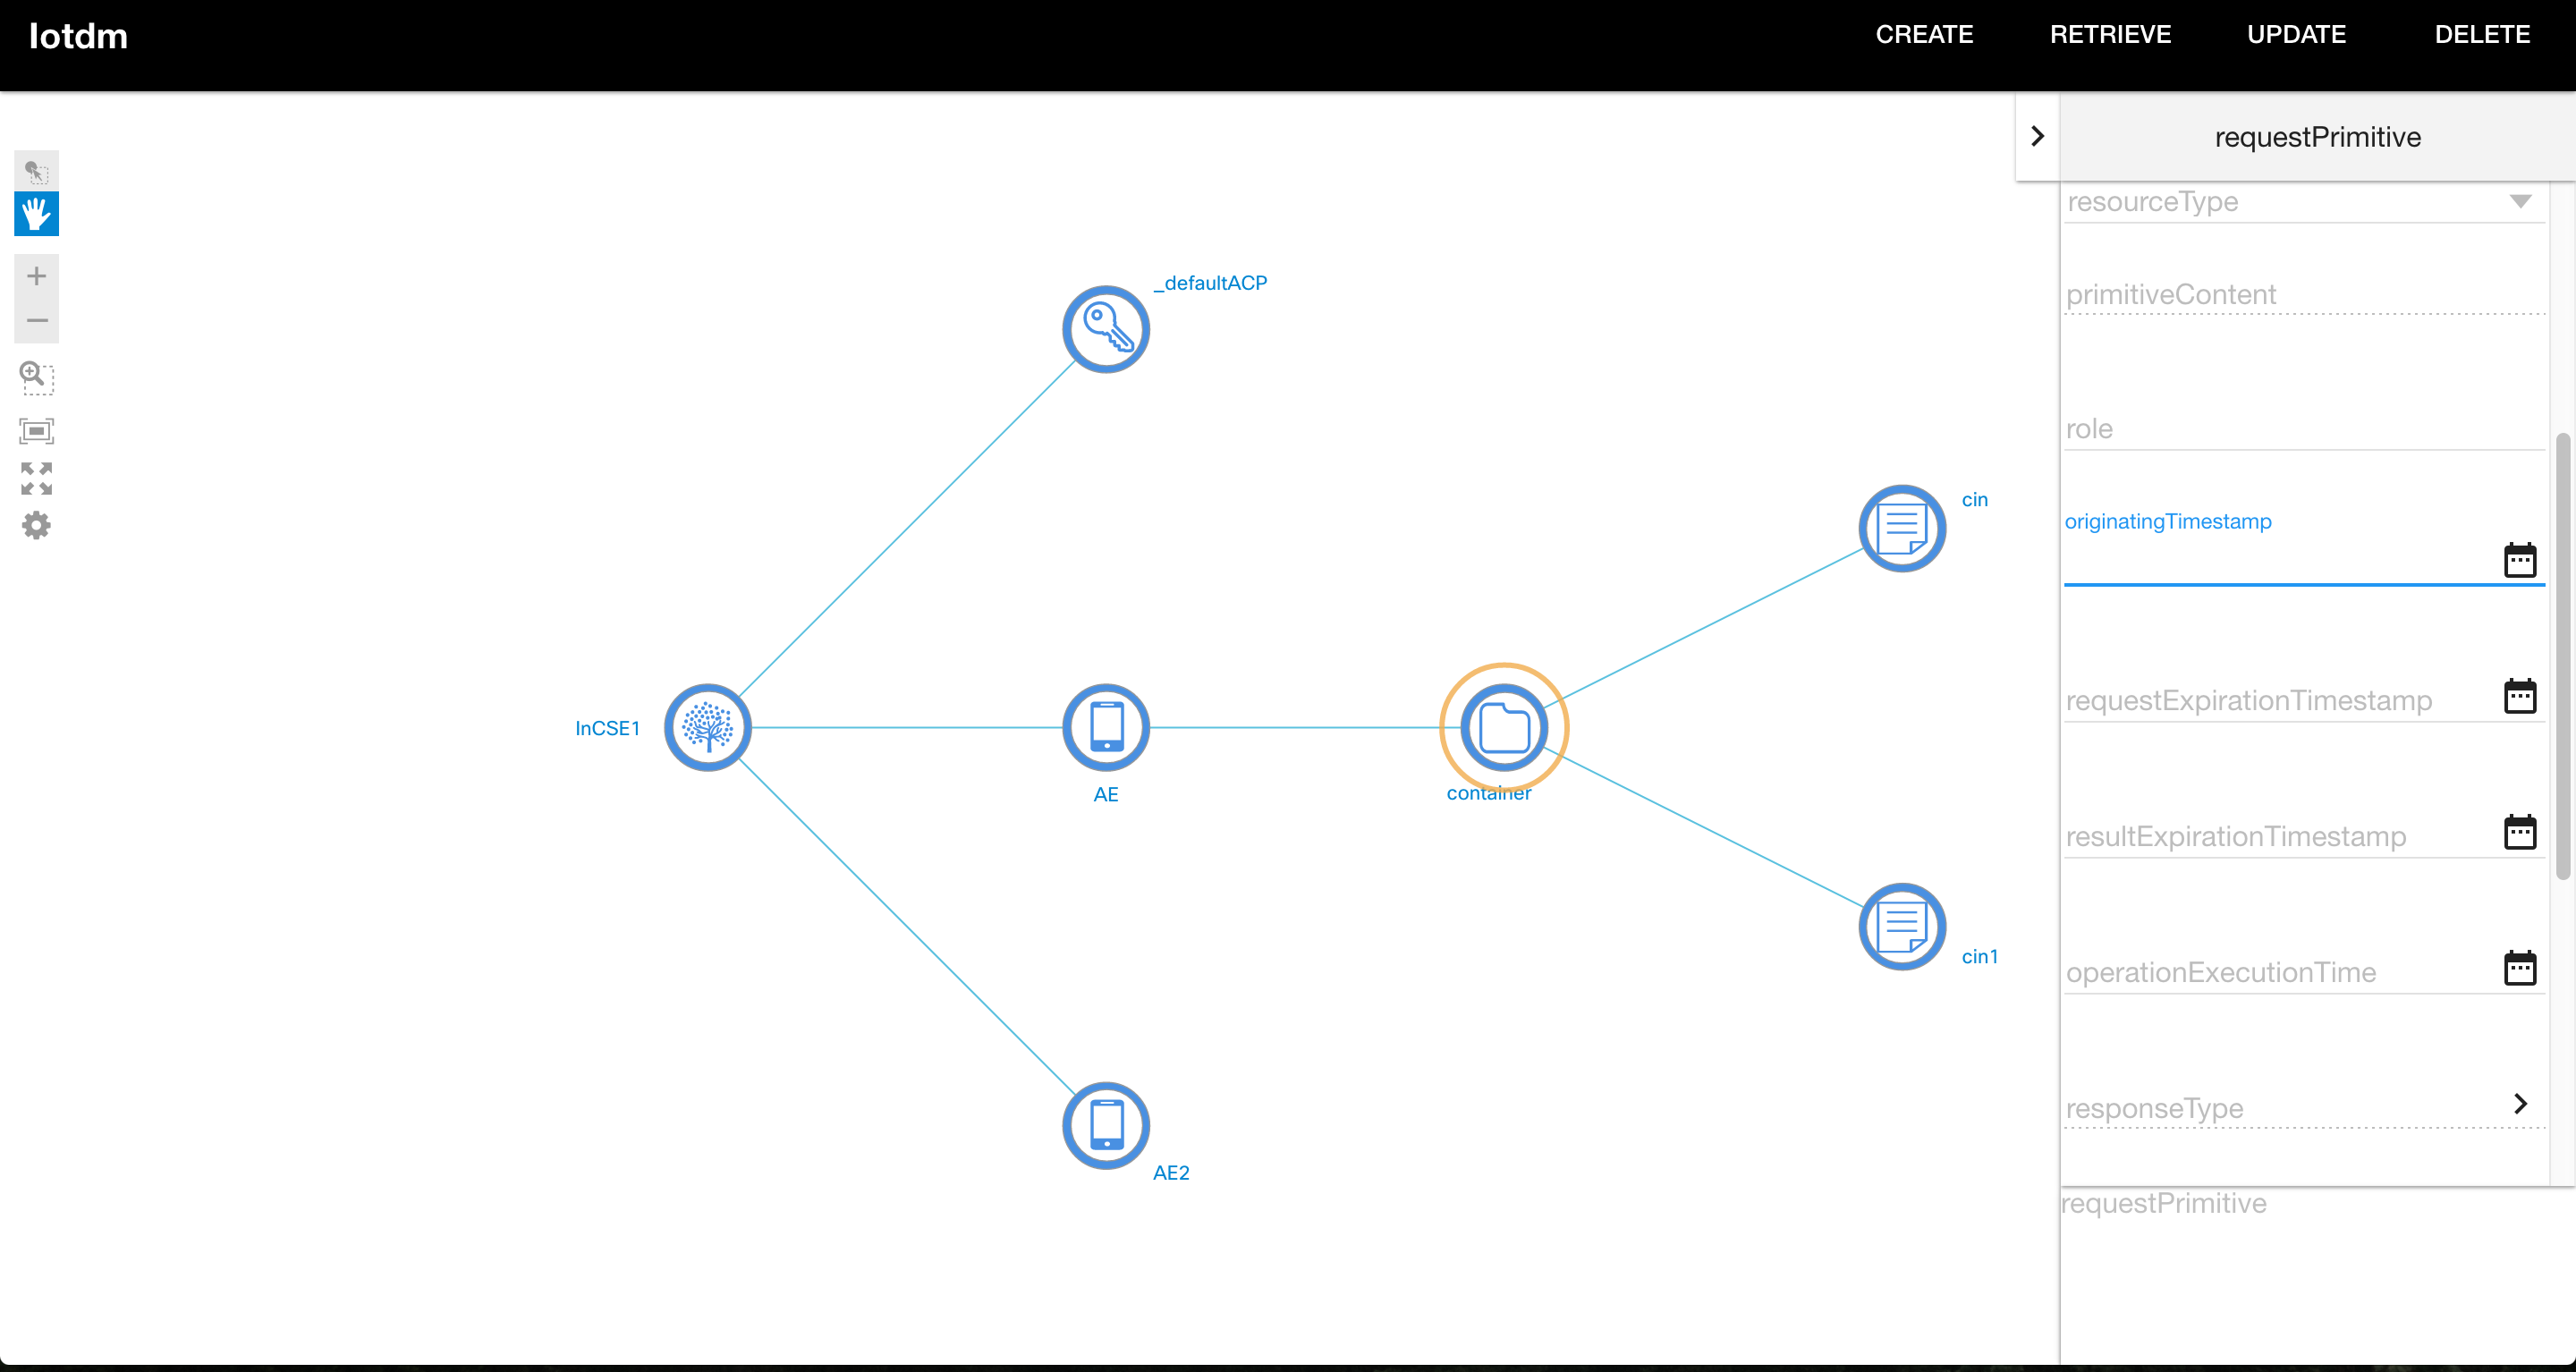 Iotdm
CREATE RETRIEVE UPDATE DELETE
requestPrimitive
resourceType
primitiveContent
role
originatingTimestamp
requestExpirationTimestamp
resultExpirationTimestamp
operationExecutionTime
responseType
requestPrimitive
_defaultACP
cin
InCSE1
AE
container
cin1
AE2